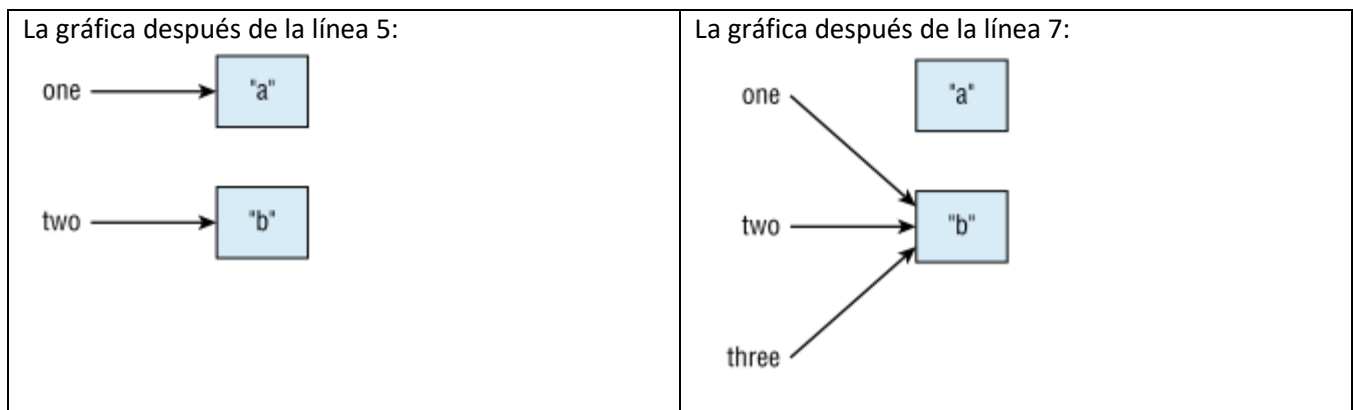 La gráfica después de la línea 5:
one
"a"
two
"b"
La gráfica después de la línea 7:
one
"a"
two
"b"
three